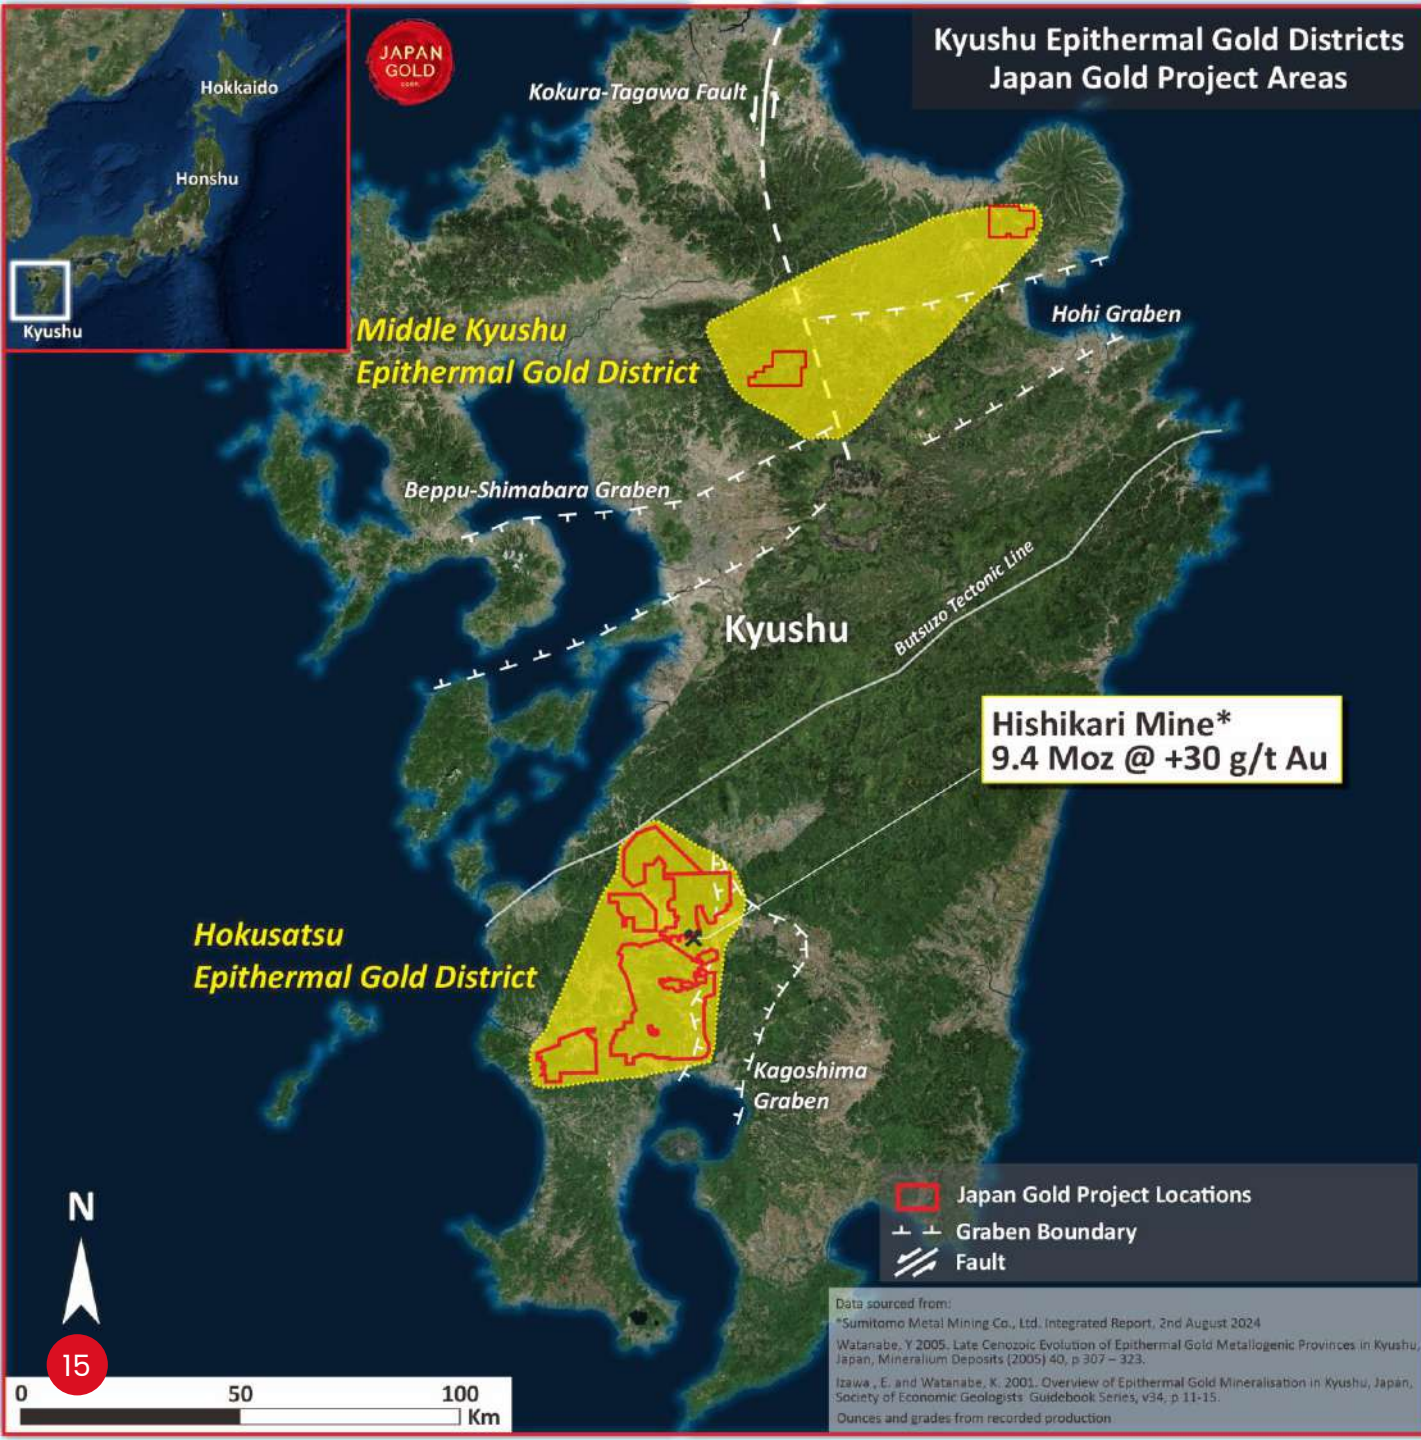 Kyushu Epithermal Gold Districts
Japan Gold Project Areas
JAPAN
GOLD
CORP.
Hokkaido
Honshu
Kyushu
Kokura-Tagawa Fault
Middle Kyushu
Epithermal Gold District
Hohi Graben
Beppu-Shimabara Graben
Butsuzo Tectonic Line
Kyushu
Hishikari Mine*
9.4 Moz @ +30 g/t Au
Hokusatsu
Epithermal Gold District
Kagoshima
Graben
N
15
0 50 100
Km
Japan Gold Project Locations
Graben Boundary
Fault
Data sourced from:
*Sumitomo Metal Mining Co., Ltd. Integrated Report, 2nd August 2024
Watanabe, Y 2005. Late Cenozoic Evolution of Epithermal Gold Metallogenic Provinces in Kyushu,
Japan, Mineralium Deposits (2005) 40, p 307 – 323.
Izawa , E. and Watanabe, K. 2001. Overview of Epithermal Gold Mineralisation in Kyushu, Japan,
Society of Economic Geologists Guidebook Series, v34, p 11-15.
Ounces and grades from recorded production